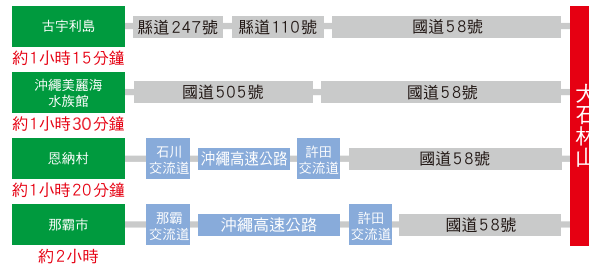 古宇利島
縣道247號
縣道110號
國道58號
約1小時15分鐘
沖繩美麗海
水族館
國道505號
國道58號
約1小時30分鐘
恩納村
石川
交流道
沖繩高速公路
許田
交流道
國道58號
約1小時20分鐘
那霸市
那霸
交流道
沖繩高速公路
許田
交流道
國道58號
約2小時
大石林山